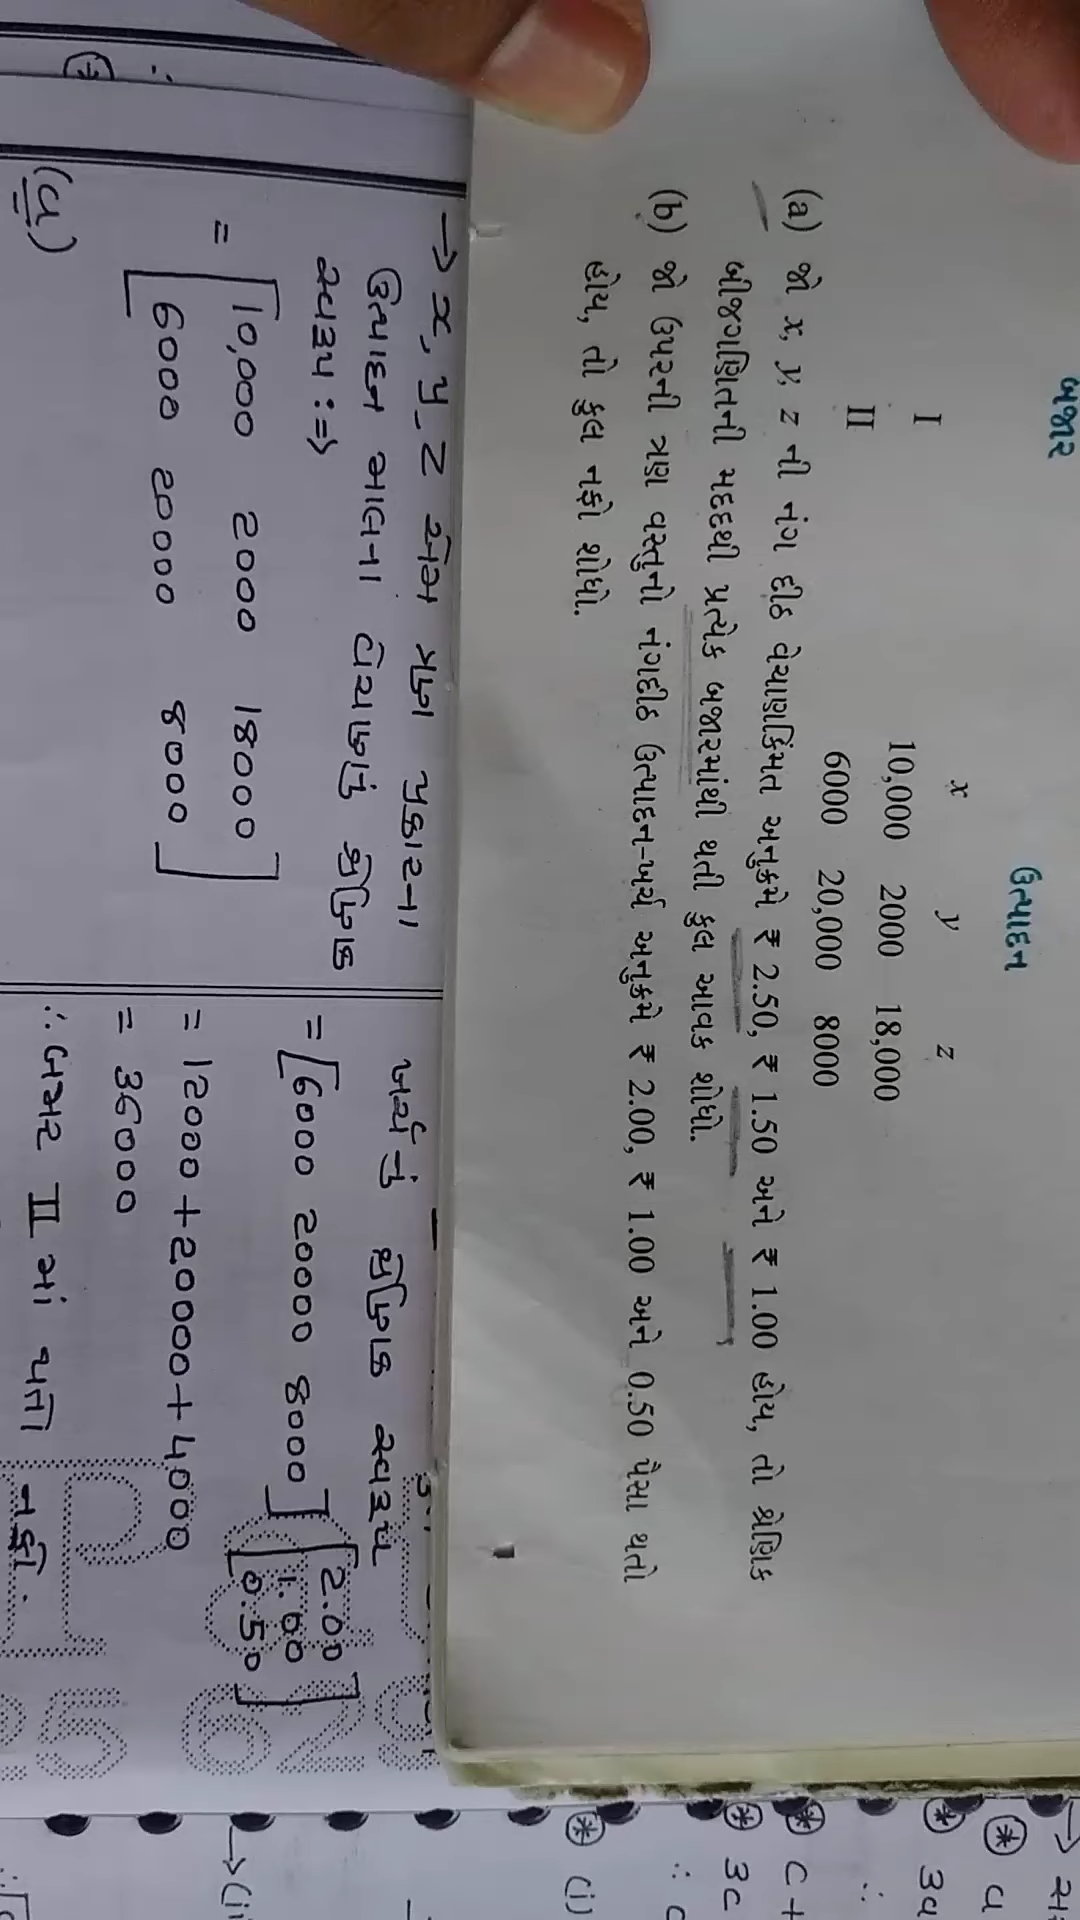 બજાર
ઉત્પાદન
x y z
I 10,000 2000 18,000
II 6000 20,000 8000
(a) જો x, y, z ની નંગ દીઠ વેચાણકિંમત અનુક્રમે ₹ 2.50, ₹ 1.50 અને ₹ 1.00 હોય, તો શ્રેણિક
બીજગણિતની મદદથી પ્રત્યેક બજારમાંથી થતી કુલ આવક શોધો.
(b) જો ઉપરની ત્રણ વસ્તુનો નંગદીઠ ઉત્પાદન-ખર્ચ અનુક્રમે ₹ 2.00, ₹ 1.00 અને 0.50 પૈસા થતો
હોય, તો કુલ નફો શોધો.
→ x, y, z એમ ત્રણ પ્રકારના
ઉત્પાદન માલના વેચાણનું શ્રેણિક
સ્વરૂપ :⇒
= [10,000 2000 18000
6000 20000 8000]
(બ)
ખર્ચનું શ્રેણિક સ્વરૂપ
= [6000 20000 8000] [2.00
1.00
0.50]
= 12000+20000+4000
= 36000
∴ બજાર II માં થતો નફો.